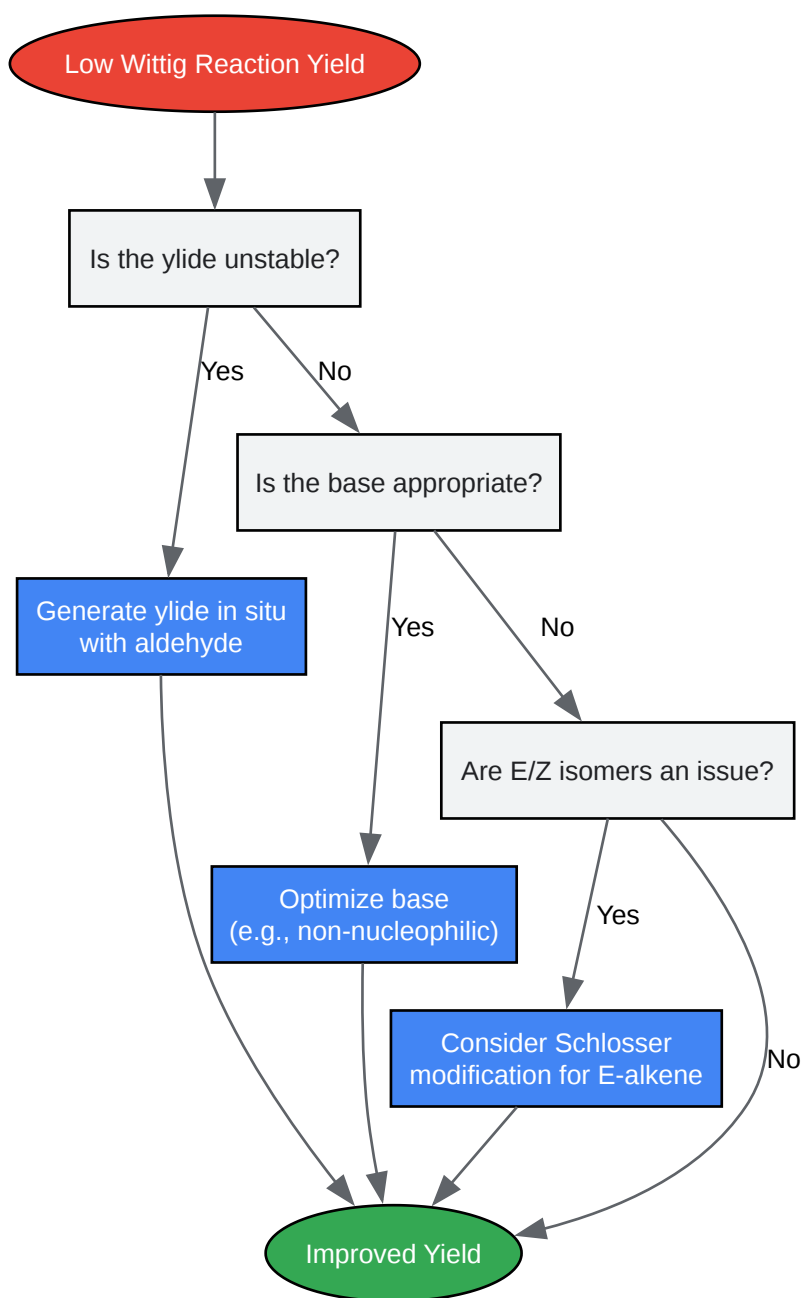 Low Wittig Reaction Yield
Is the ylide unstable?
Yes
No
Is the base appropriate?
Generate ylide in situ
with aldehyde
Yes
No
Are E/Z isomers an issue?
Optimize base
(e.g., non-nucleophilic)
Yes
Consider Schlosser
modification for E-alkene
No
Improved Yield